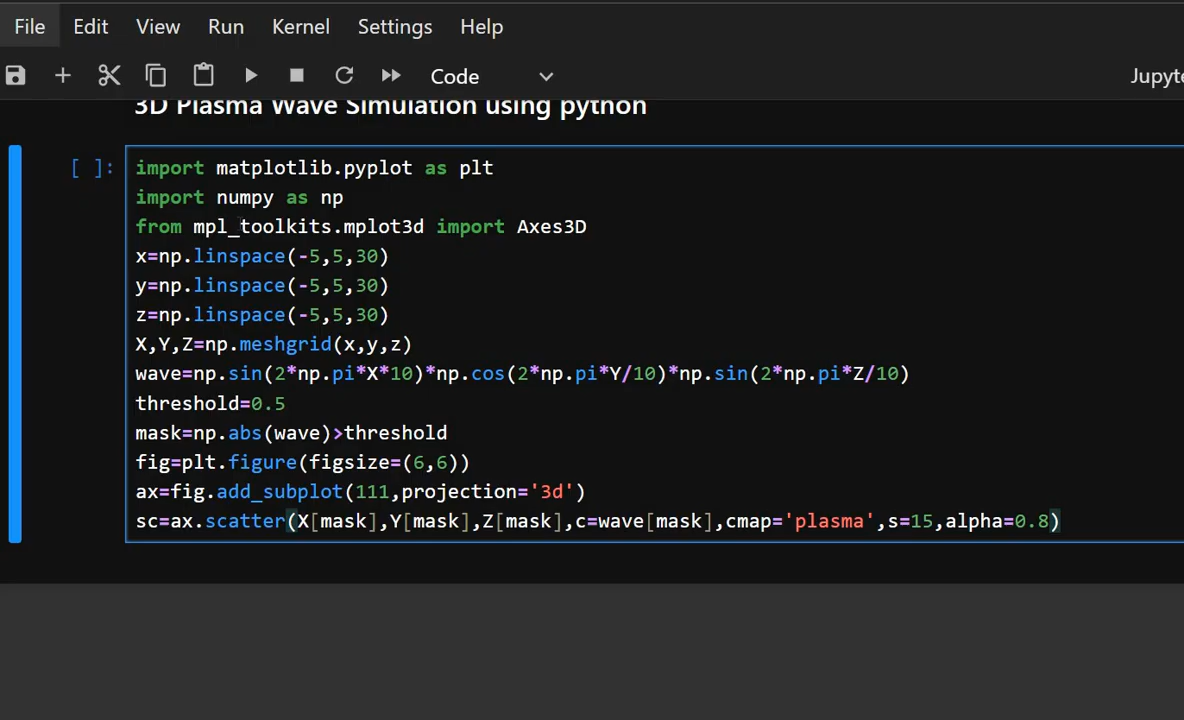 File Edit View Run Kernel Settings Help
Code
3D Plasma Wave Simulation using python
[ ]:
import matplotlib.pyplot as plt
import numpy as np
from mpl_toolkits.mplot3d import Axes3D
x=np.linspace(-5,5,30)
y=np.linspace(-5,5,30)
z=np.linspace(-5,5,30)
X,Y,Z=np.meshgrid(x,y,z)
wave=np.sin(2*np.pi*X*10)*np.cos(2*np.pi*Y/10)*np.sin(2*np.pi*Z/10)
threshold=0.5
mask=np.abs(wave)>threshold
fig=plt.figure(figsize=(6,6))
ax=fig.add_subplot(111,projection='3d')
sc=ax.scatter(X[mask],Y[mask],Z[mask],c=wave[mask],cmap='plasma',s=15,alpha=0.8)